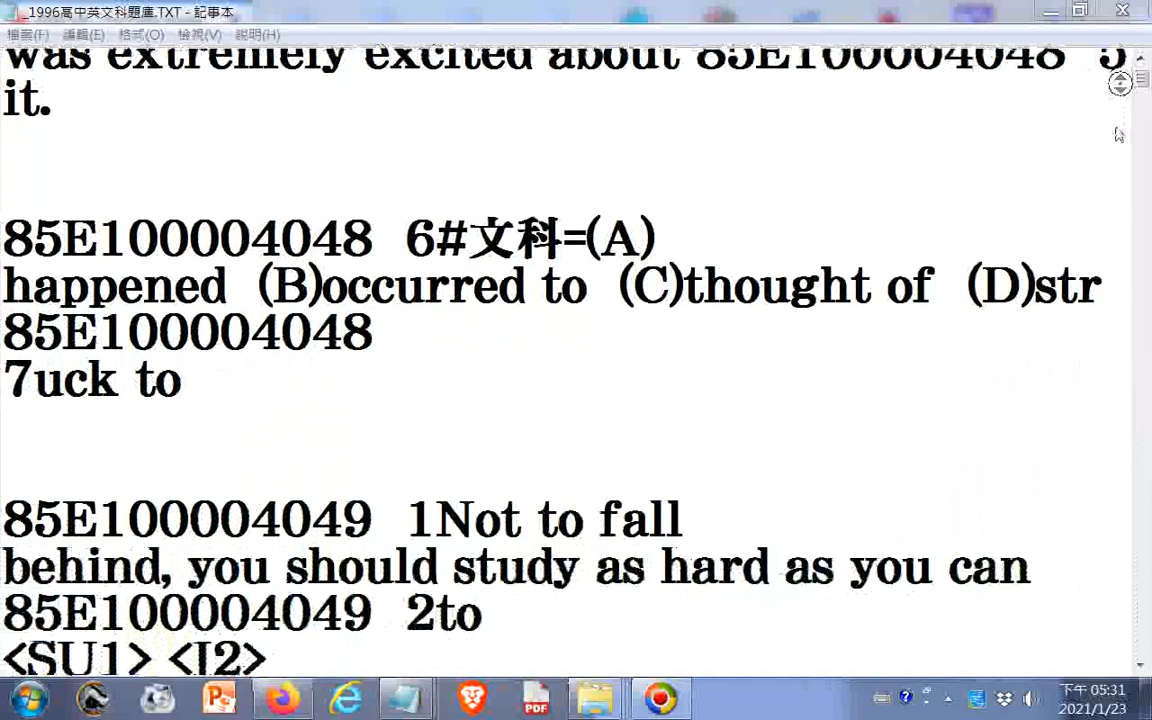 _1996高中英文科題庫.TXT - 記事本
檔案(F) 編輯(E) 格式(O) 檢視(V) 說明(H)
was extremely excited about 85E100004048 5
it.
85E100004048 6#文科=(A)
happened (B)occurred to (C)thought of (D)str
85E100004048
7uck to
85E100004049 1Not to fall
behind, you should study as hard as you can
85E100004049 2to
<SU1> <I2>
PDF
下午 05:31
2021/1/23